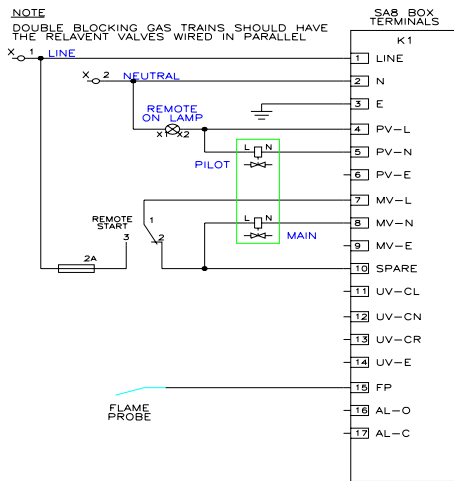 NOTE
DOUBLE BLOCKING GAS TRAINS SHOULD HAVE
THE RELAVENT VALVES WIRED IN PARALLEL
SA8 BOX
TERMINALS
K1
X 1 LINE
1 LINE
X 2 NEUTRAL
2 N
3 E
REMOTE
ON LAMP
X1 X2
4 PV-L
L N
5 PV-N
PILOT
6 PV-E
7 MV-L
REMOTE
START
1
2
3
L N
8 MV-N
MAIN
9 MV-E
2A
10 SPARE
11 UV-CL
12 UV-CN
13 UV-CR
14 UV-E
15 FP
FLAME
PROBE
16 AL-O
17 AL-C